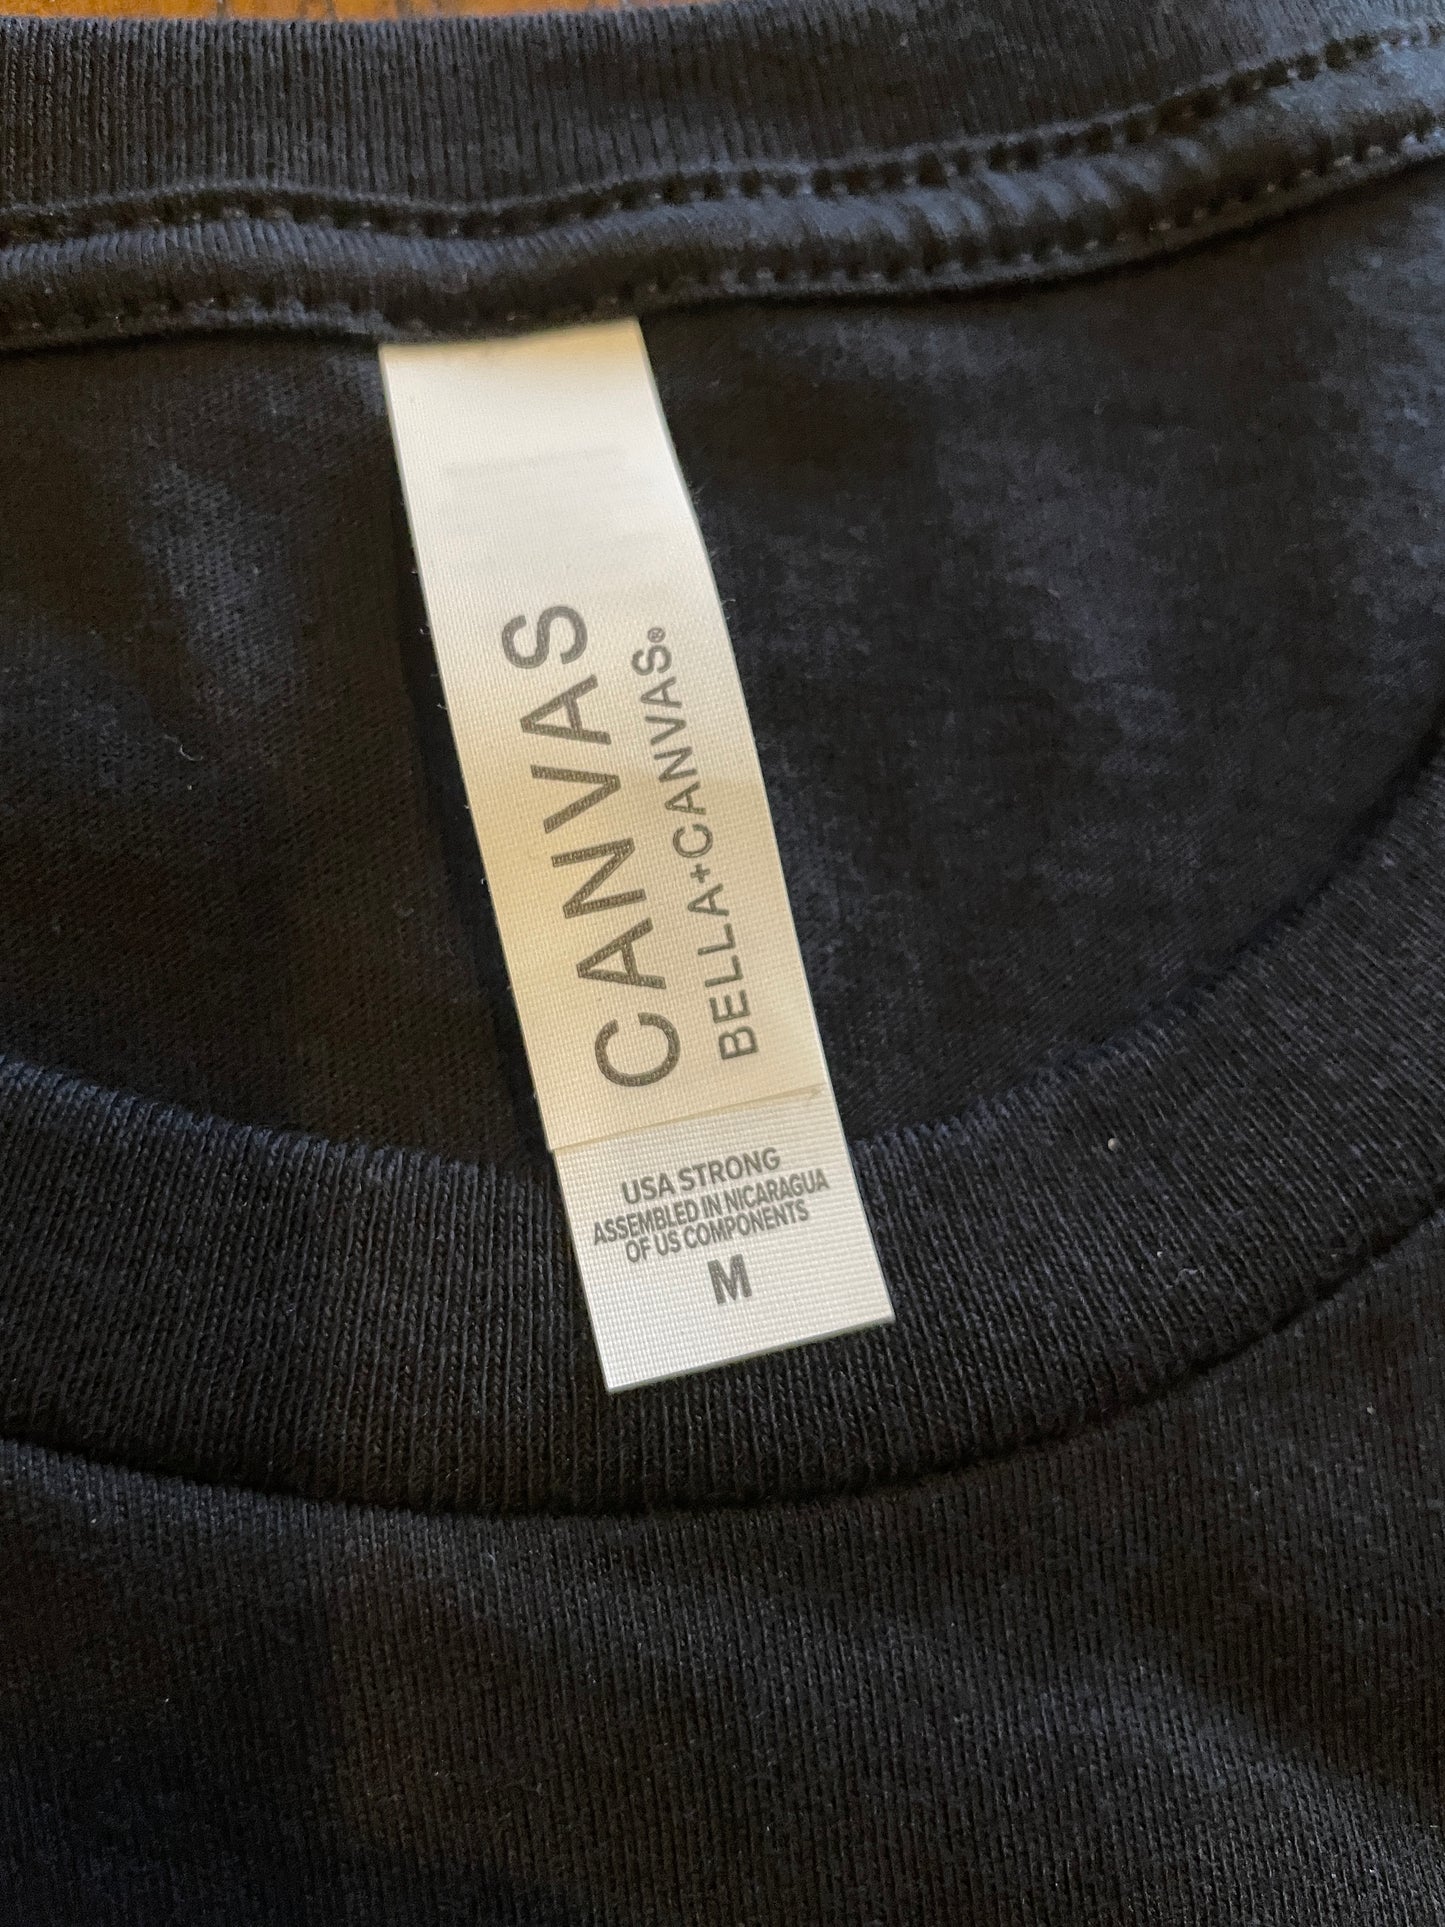 CANVAS
BELLA+CANVAS®
USA STRONG
ASSEMBLED IN NICARAGUA
OF US COMPONENTS
M